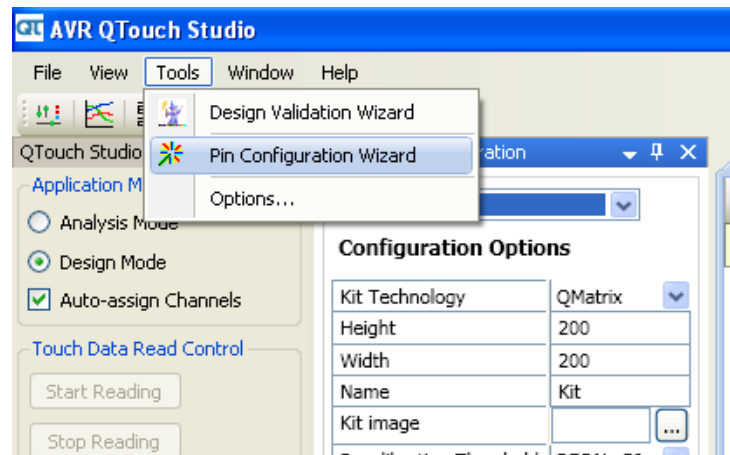 AVR QTouch Studio
File View Tools Window Help
Design Validation Wizard
QTouch Studio
Pin Configuration Wizard
ration
Application M
Options...
Analysis Mode
Design Mode
Auto-assign Channels
Configuration Options
Kit Technology QMatrix
Height 200
Width 200
Name Kit
Kit image ...
Touch Data Read Control
Start Reading
Stop Reading